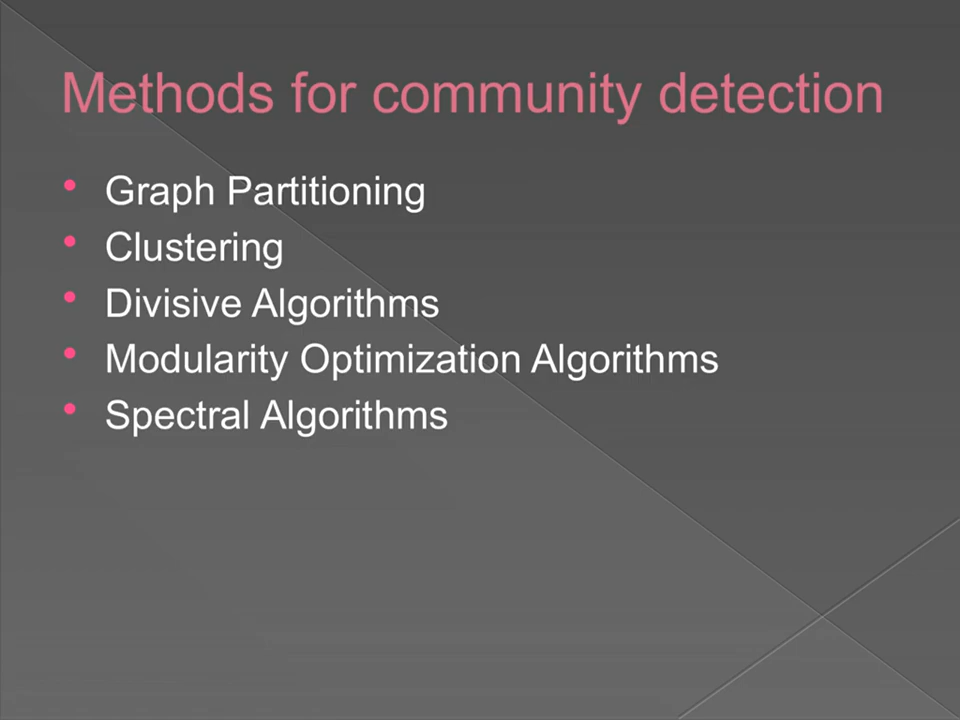 Methods for community detection
• Graph Partitioning
• Clustering
• Divisive Algorithms
• Modularity Optimization Algorithms
• Spectral Algorithms